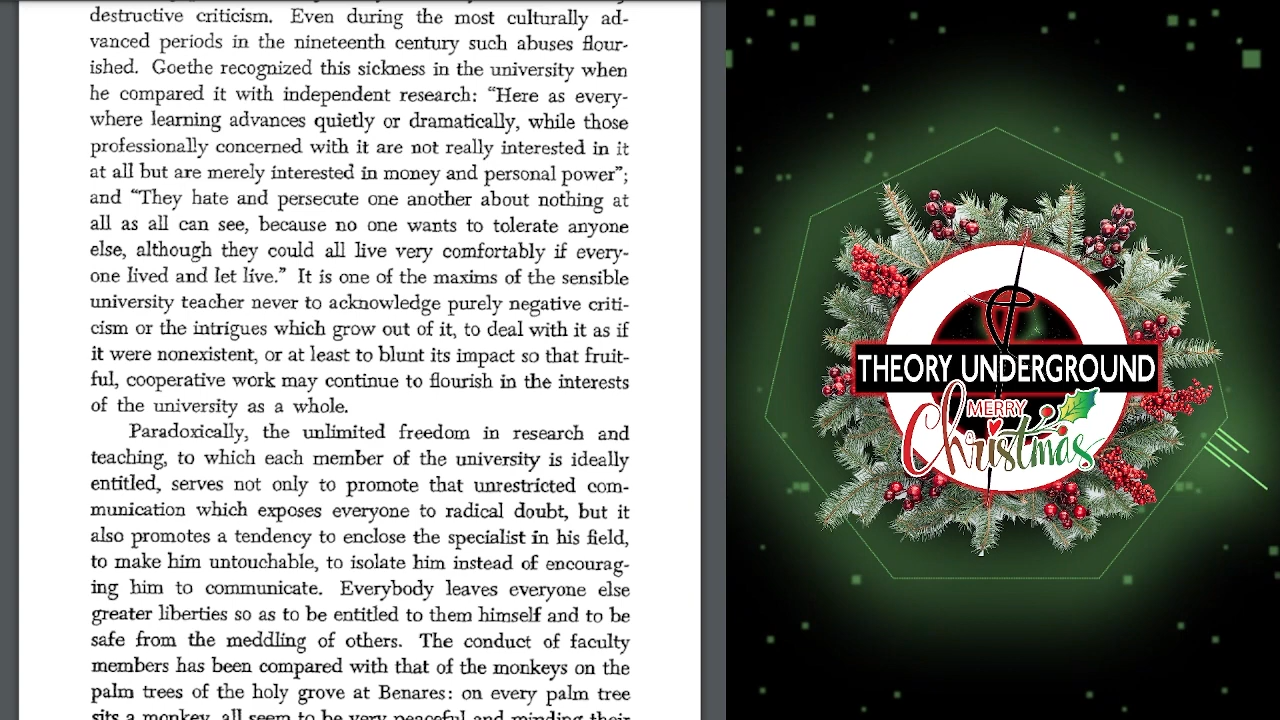 destructive criticism. Even during the most culturally ad-
vanced periods in the nineteenth century such abuses flour-
ished. Goethe recognized this sickness in the university when
he compared it with independent research: “Here as every-
where learning advances quietly or dramatically, while those
professionally concerned with it are not really interested in it
at all but are merely interested in money and personal power”;
and “They hate and persecute one another about nothing at
all as all can see, because no one wants to tolerate anyone
else, although they could all live very comfortably if every-
one lived and let live.” It is one of the maxims of the sensible
university teacher never to acknowledge purely negative criti-
cism or the intrigues which grow out of it, to deal with it as if
it were nonexistent, or at least to blunt its impact so that fruit-
ful, cooperative work may continue to flourish in the interests
of the university as a whole.
Paradoxically, the unlimited freedom in research and
teaching, to which each member of the university is ideally
entitled, serves not only to promote that unrestricted com-
munication which exposes everyone to radical doubt, but it
also promotes a tendency to enclose the specialist in his field,
to make him untouchable, to isolate him instead of encourag-
ing him to communicate. Everybody leaves everyone else
greater liberties so as to be entitled to them himself and to be
safe from the meddling of others. The conduct of faculty
members has been compared with that of the monkeys on the
palm trees of the holy grove at Benares: on every palm tree
sits a monkey, all seem to be very peaceful and minding their
THEORY UNDERGROUND
MERRY
Christmas